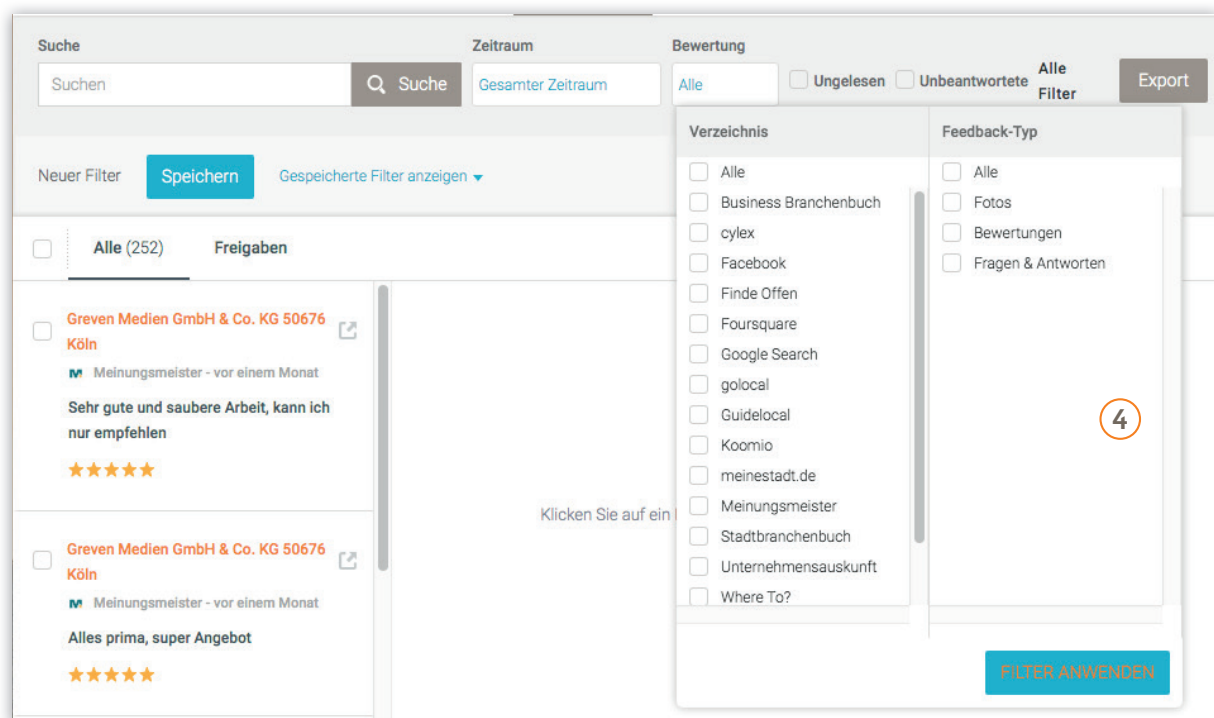 Suche
Zeitraum
Bewertung
Suchen
Suche
Gesamter Zeitraum
Alle
Ungelesen
Unbeantwortete
Alle
Filter
Export
Neuer Filter
Speichern
Gespeicherte Filter anzeigen
Alle (252)
Freigaben
Greven Medien GmbH & Co. KG 50676
Köln
Meinungsmeister - vor einem Monat
Sehr gute und saubere Arbeit, kann ich
nur empfehlen
Greven Medien GmbH & Co. KG 50676
Köln
Meinungsmeister - vor einem Monat
Alles prima, super Angebot
Klicken Sie auf ein
Verzeichnis
Alle
Business Branchenbuch
cylex
Facebook
Finde Offen
Foursquare
Google Search
golocal
Guidelocal
Koomio
meinestadt.de
Meinungsmeister
Stadtbranchenbuch
Unternehmensauskunft
Where To?
Feedback-Typ
Alle
Fotos
Bewertungen
Fragen & Antworten
4
FILTER ANWENDEN